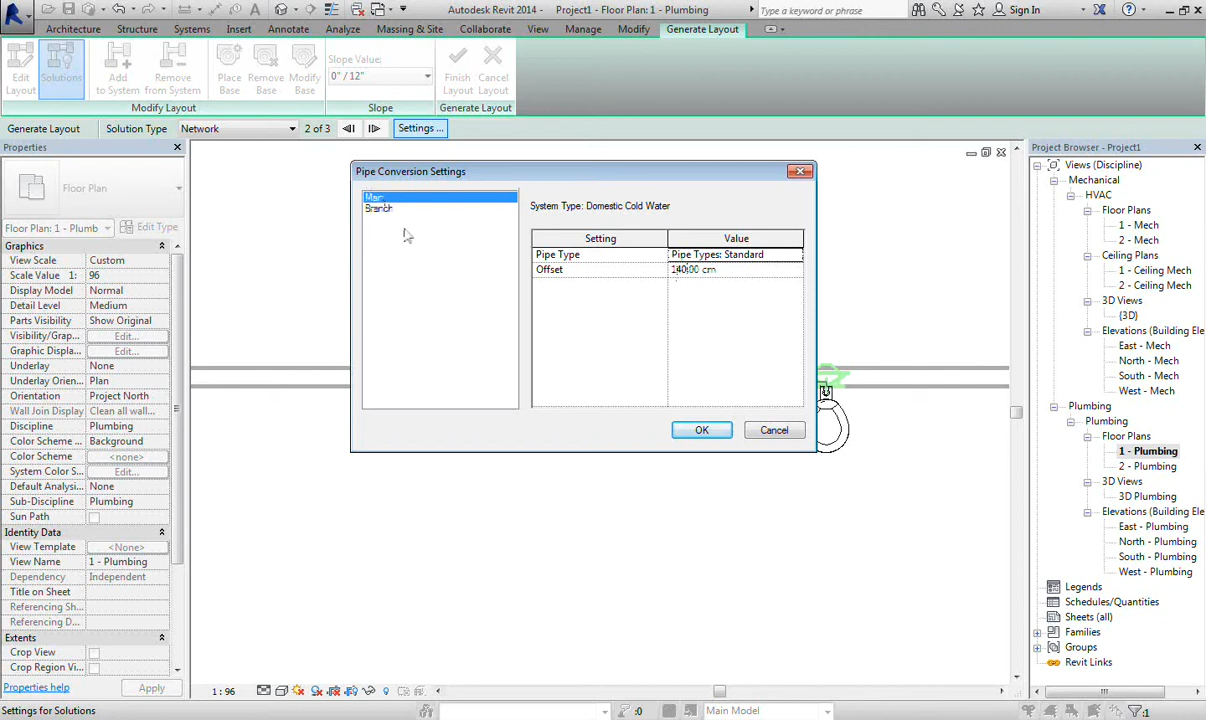 Autodesk Revit 2014 - Project1 - Floor Plan: 1 - Plumbing
Type a keyword or phrase
Sign In
Architecture Structure Systems Insert Annotate Analyze Massing & Site Collaborate View Manage Modify Generate Layout
Edit Layout
Solutions
Add to System
Remove from System
Place Base
Remove Base
Modify Base
Slope Value:
0" / 12"
Finish Layout
Cancel Layout
Modify Layout
Slope
Generate Layout
Generate Layout Solution Type Network 2 of 3 Settings ...
Properties
Floor Plan
Floor Plan: 1 - Plumb Edit Type
Graphics
View Scale Custom
Scale Value 1: 96
Display Model Normal
Detail Level Medium
Parts Visibility Show Original
Visibility/Grap... Edit...
Graphic Displa... Edit...
Underlay None
Underlay Orien... Plan
Orientation Project North
Wall Join Display Clean all wall...
Discipline Plumbing
Color Scheme ... Background
Color Scheme <none>
System Color S... Edit...
Default Analysi... None
Sub-Discipline Plumbing
Sun Path
Identity Data
View Template <None>
View Name 1 - Plumbing
Dependency Independent
Title on Sheet
Referencing Sh...
Referencing D...
Extents
Crop View
Crop Region Vi...
Properties help Apply
Pipe Conversion Settings
Main
Branch
System Type: Domestic Cold Water
Setting Value
Pipe Type Pipe Types: Standard
Offset 140.00 cm
OK Cancel
Project Browser - Project1
Views (Discipline)
Mechanical
HVAC
Floor Plans
1 - Mech
2 - Mech
Ceiling Plans
1 - Ceiling Mech
2 - Ceiling Mech
3D Views
{3D}
Elevations (Building Ele
East - Mech
North - Mech
South - Mech
West - Mech
Plumbing
Plumbing
Floor Plans
1 - Plumbing
2 - Plumbing
3D Views
3D Plumbing
Elevations (Building Ele
East - Plumbing
North - Plumbing
South - Plumbing
West - Plumbing
Legends
Schedules/Quantities
Sheets (all)
Families
Groups
Revit Links
1 : 96
Settings for Solutions
:0
Main Model
:1